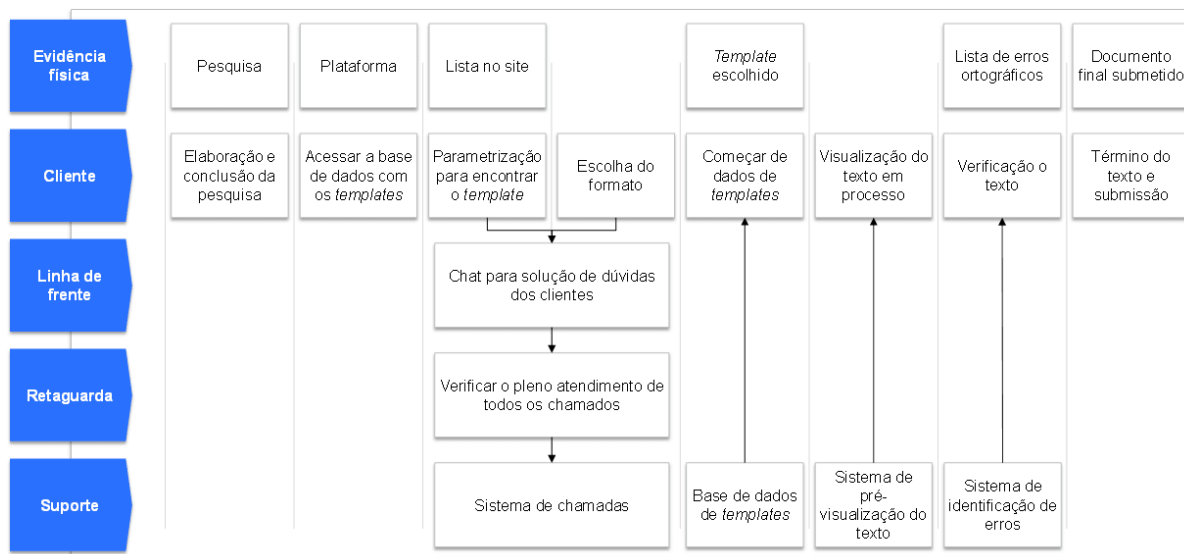 Evidência
física
Pesquisa
Plataforma
Lista no site
Template
escolhido
Lista de erros
ortográficos
Documento
final submetido
Cliente
Elaboração e
conclusão da
pesquisa
Acessar a base
de dados com
os templates
Parametrização
para encontrar
o template
Escolha do
formato
Começar de
dados de
templates
Visualização do
texto em
processo
Verificação o
texto
Término do
texto e
submissão
Linha de
frente
Chat para solução de dúvidas
dos clientes
Retaguarda
Verificar o pleno atendimento de
todos os chamados
Suporte
Sistema de chamadas
Base de dados
de templates
Sistema de
pré-
visualização do
texto
Sistema de
identificação de
erros